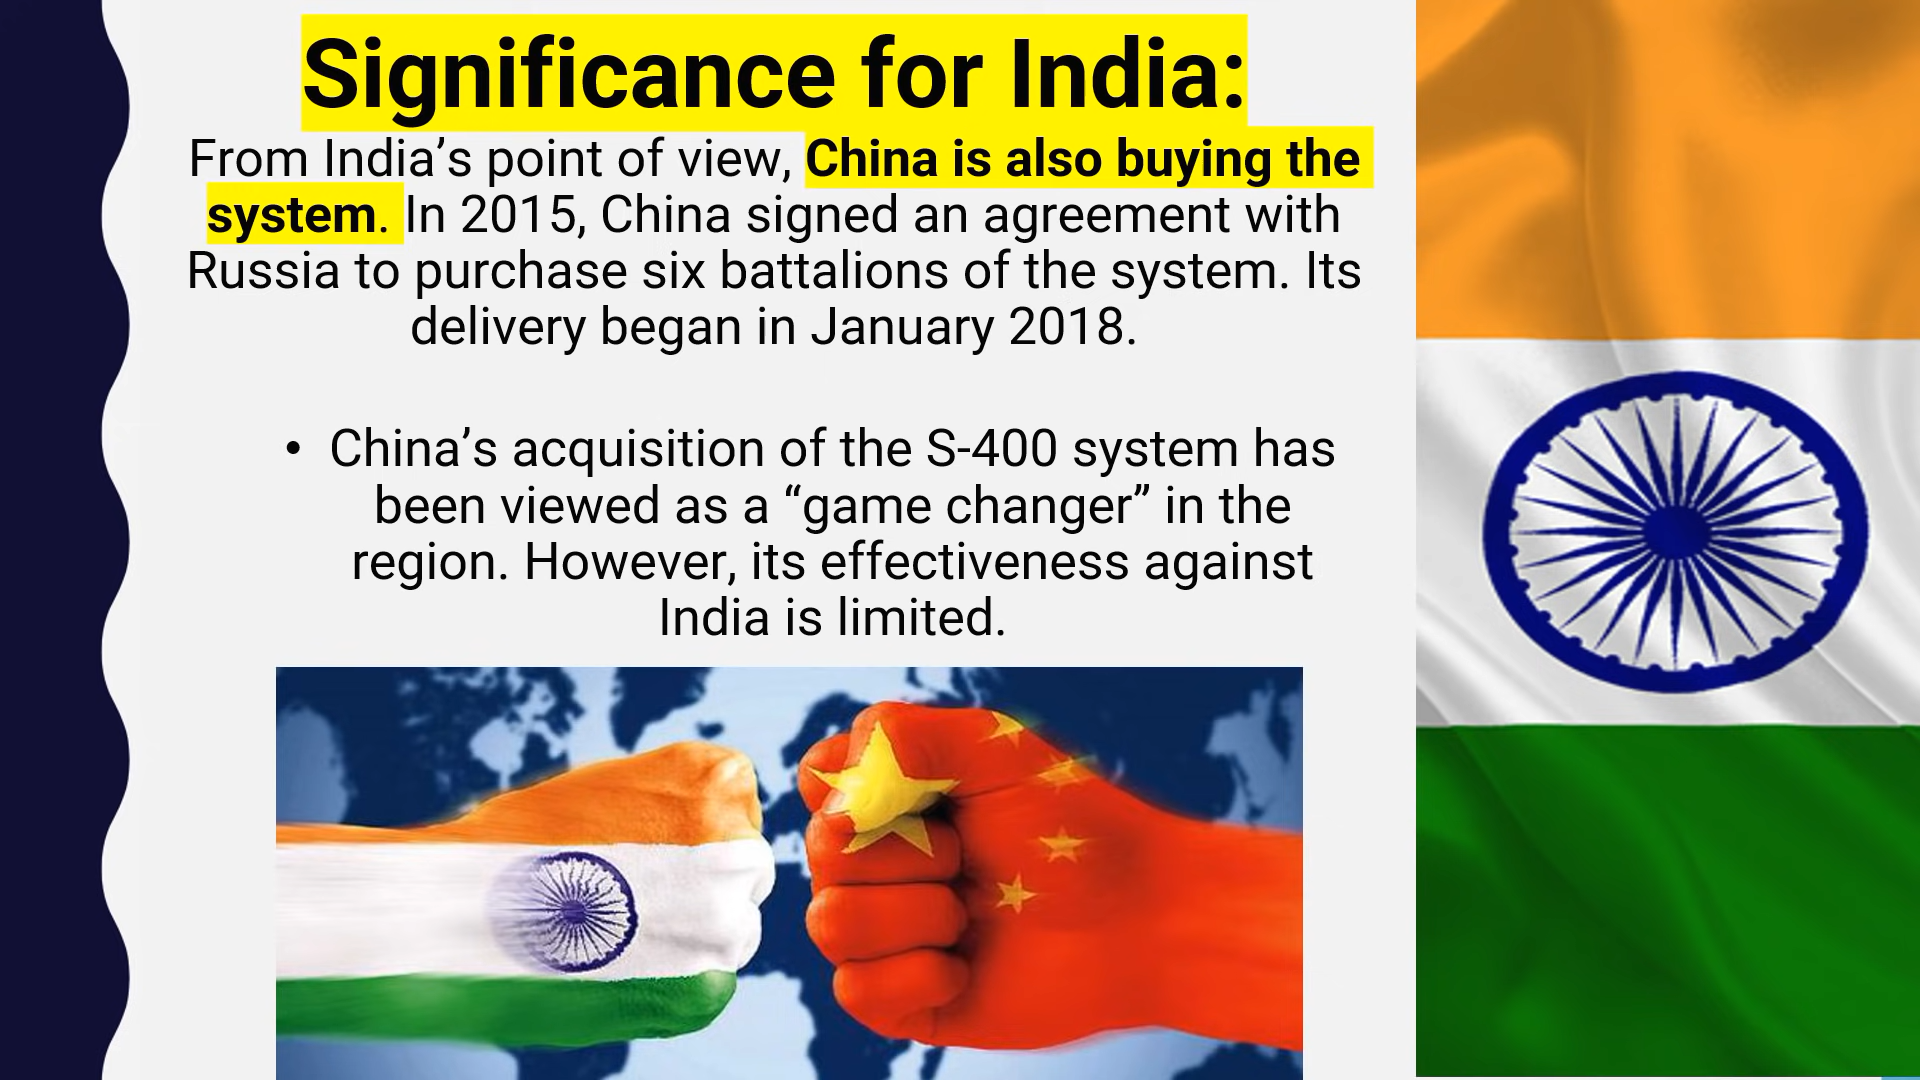 Significance for India:
From India’s point of view, China is also buying the
system. In 2015, China signed an agreement with
Russia to purchase six battalions of the system. Its
delivery began in January 2018.
• China’s acquisition of the S-400 system has
been viewed as a “game changer” in the
region. However, its effectiveness against
India is limited.